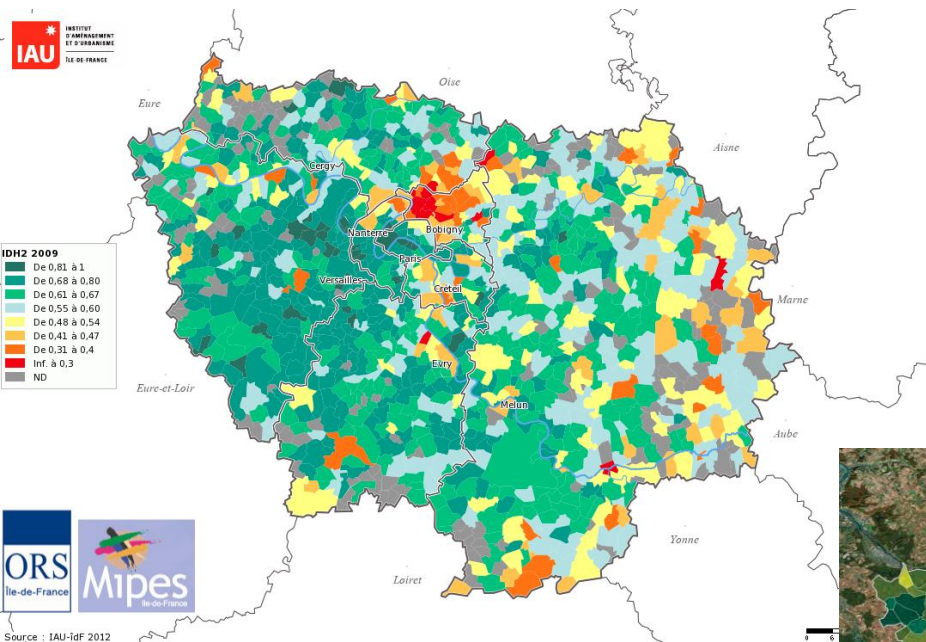 IAU
INSTITUT
D'AMÉNAGEMENT
ET D'URBANISME
ÎLE-DE-FRANCE
Oise
Eure
Aisne
Cergy
Nanterre
Bobigny
Paris
IDH2 2009
De 0,81 à 1
De 0,68 à 0,80
De 0,61 à 0,67
De 0,55 à 0,60
De 0,48 à 0,54
De 0,41 à 0,47
De 0,31 à 0,4
Inf. à 0,3
ND
Versailles
Créteil
Marne
Evry
Eure-et-Loir
Melun
Aube
ORS
Île-de-France
Mipes
Île-de-France
Yonne
Loiret
Source : IAU-îdF 2012
0 6